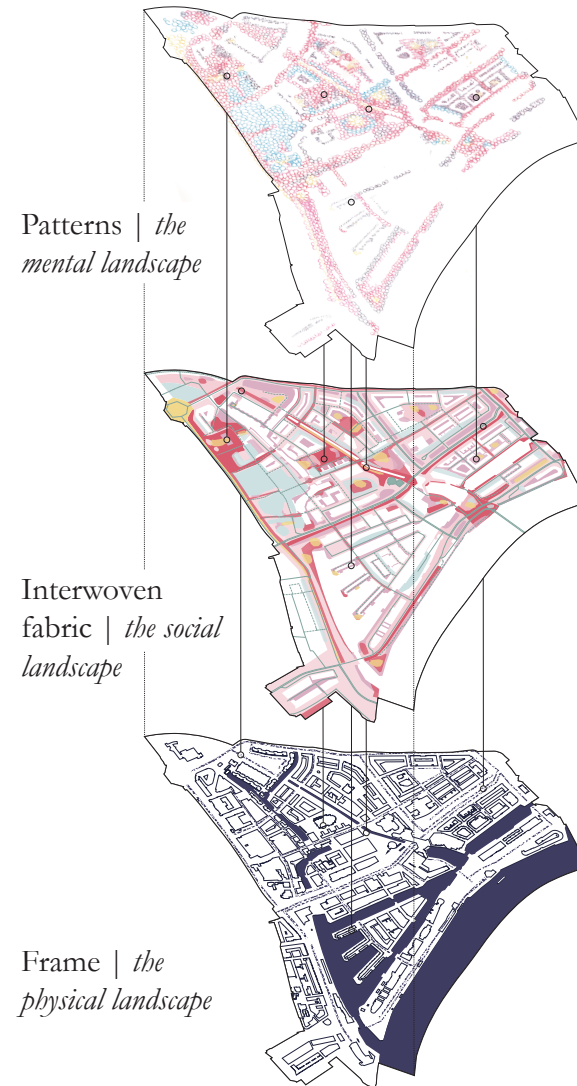 Patterns | the
mental landscape
Interwoven
fabric | the social
landscape
Frame | the
physical landscape